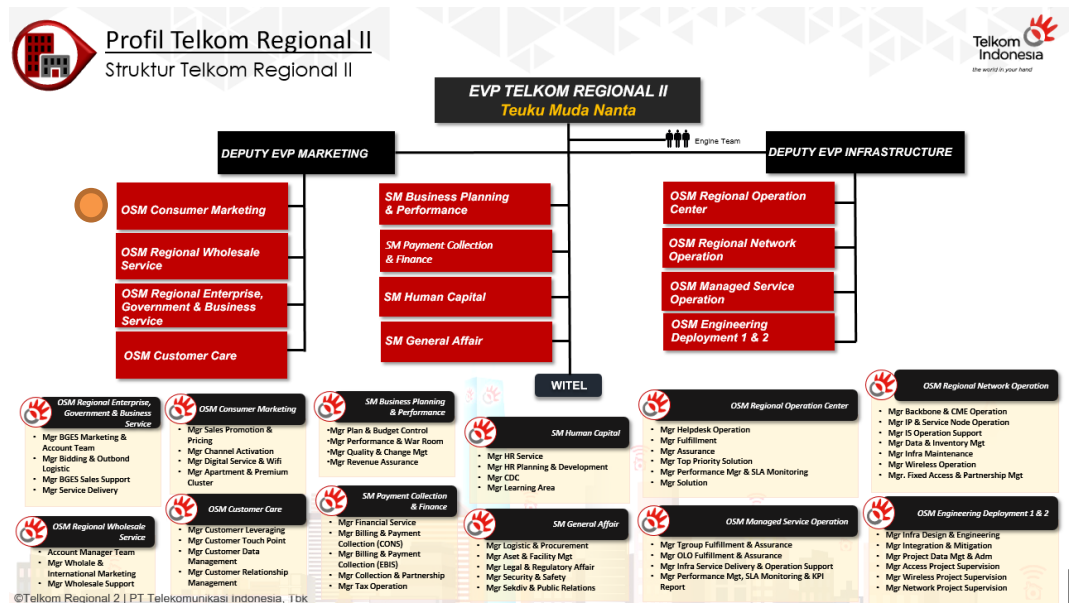 Profil Telkom Regional II
Struktur Telkom Regional II
Telkom
Indonesia
the world in your hand
EVP TELKOM REGIONAL II
Teuku Muda Nanta
Engine Team
DEPUTY EVP MARKETING
DEPUTY EVP INFRASTRUCTURE
OSM Consumer Marketing
OSM Regional Wholesale
Service
OSM Regional Enterprise,
Government & Business
Service
OSM Customer Care
SM Business Planning
& Performance
SM Payment Collection
& Finance
SM Human Capital
SM General Affair
OSM Regional Operation
Center
OSM Regional Network
Operation
OSM Managed Service
Operation
OSM Engineering
Deployment 1 & 2
WITEL
OSM Regional Enterprise,
Government & Business
Service
• Mgr BGES Marketing &
Account Team
• Mgr Bidding & Outbond
Logistic
• Mgr BGES Sales Support
• Mgr Service Delivery
OSM Consumer Marketing
• Mgr Sales Promotion &
Pricing
• Mgr Channel Activation
• Mgr Digital Service & Wifi
• Mgr Apartment & Premium
Cluster
SM Business Planning
& Performance
•Mgr Plan & Budget Control
•Mgr Performance & War Room
•Mgr Quality & Change Mgt
•Mgr Revenue Assurance
SM Human Capital
• Mgr HR Service
• Mgr HR Planning & Development
• Mgr CDC
• Mgr Learning Area
OSM Regional Operation Center
• Mgr Helpdesk Operation
• Mgr Fulfillment
• Mgr Assurance
• Mgr Top Priority Solution
• Mgr Performance Mgr & SLA Monitoring
• Mgr Solution
OSM Regional Network Operation
• Mgr Backbone & CME Operation
• Mgr IP & Service Node Operation
• Mgr IS Operation Support
• Mgr Data & Inventory Mgt
• Mgr Infra Maintenance
• Mgr Wireless Operation
• Mgr. Fixed Access & Partnership Mgt
OSM Regional Wholesale
Service
• Account Manager Team
• Mgr Wholale &
International Marketing
• Mgr Wholesale Support
OSM Customer Care
• Mgr Customerr Leveraging
• Mgr Customer Touch Point
• Mgr Customer Data
Management
• Mgr Customer Relationship
Management
SM Payment Collection
& Finance
• Mgr Financial Service
• Mgr Billing & Payment
Collection (CONS)
• Mgr Billing & Payment
Collection (EBIS)
• Mgr Collection & Partnership
• Mgr Tax Operation
SM General Affair
• Mgr Logistic & Procurement
• Mgr Aset & Facility Mgt
• Mgr Legal & Regulatory Affair
• Mgr Security & Safety
• Mgr Sekdiv & Public Relations
OSM Managed Service Operation
• Mgr Tgroup Fulfillment & Assurance
• Mgr OLO Fulfillment & Assurance
• Mgr Infra Service Delivery & Operation Support
• Mgr Performance Mgt, SLA Monitoring & KPI
Report
OSM Engineering Deployment 1 & 2
• Mgr Infra Design & Engineering
• Mgr Integration & Mitigation
• Mgr Project Data Mgt & Adm
• Mgr Access Project Supervision
• Mgr Wireless Project Supervision
• Mgr Network Project Supervision
©Telkom Regional 2 | PT Telekomunikasi Indonesia, Tbk